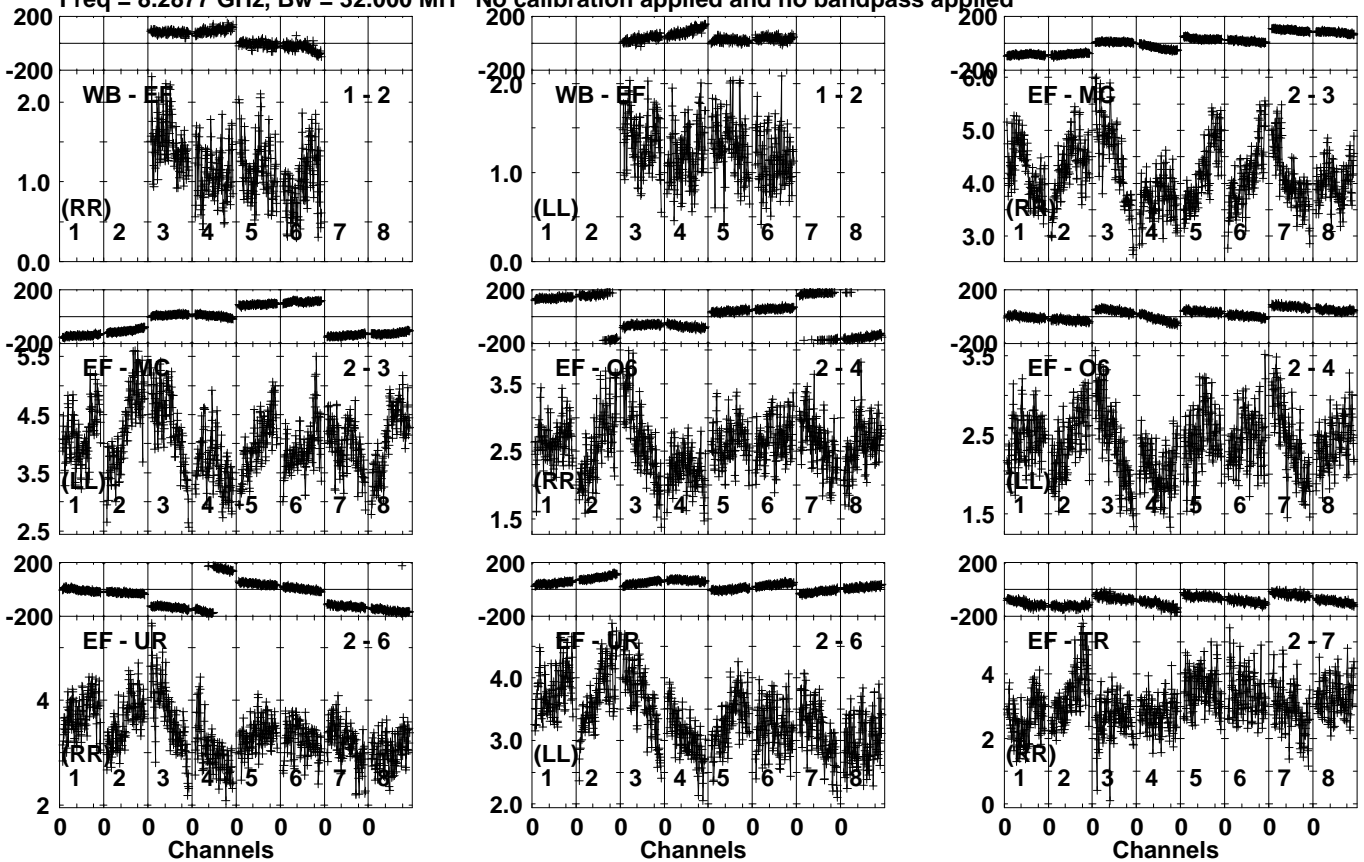 Freq = 8.2877 GHz, Bw = 32.000 MH No calibration applied and no bandpass applied
200
-200
WB - EF 1 - 2
2.0
1.0
0.0
(RR)
1 2 3 4 5 6 7 8
200
-200
WB - EF 1 - 2
2.0
1.0
0.0
(LL)
1 2 3 4 5 6 7 8
200
-200
EF - MC 2 - 3
6.0
5.0
4.0
3.0
(RR)
1 2 3 4 5 6 7 8
200
-200
EF - MC 2 - 3
5.5
4.5
3.5
2.5
(LL)
1 2 3 4 5 6 7 8
200
-200
EF - O6 2 - 4
3.5
2.5
1.5
(RR)
1 2 3 4 5 6 7 8
200
-200
EF - O6 2 - 4
3.5
2.5
1.5
(LL)
1 2 3 4 5 6 7 8
200
-200
EF - UR 2 - 6
4
2
(RR)
1 2 3 4 5 6 7 8
0 0 0 0 0 0 0 0
Channels
200
-200
EF - UR 2 - 6
4.0
3.0
2.0
(LL)
1 2 3 4 5 6 7 8
0 0 0 0 0 0 0 0
Channels
200
-200
EF - TR 2 - 7
4
2
0
(RR)
1 2 3 4 5 6 7 8
0 0 0 0 0 0 0 0
Channels